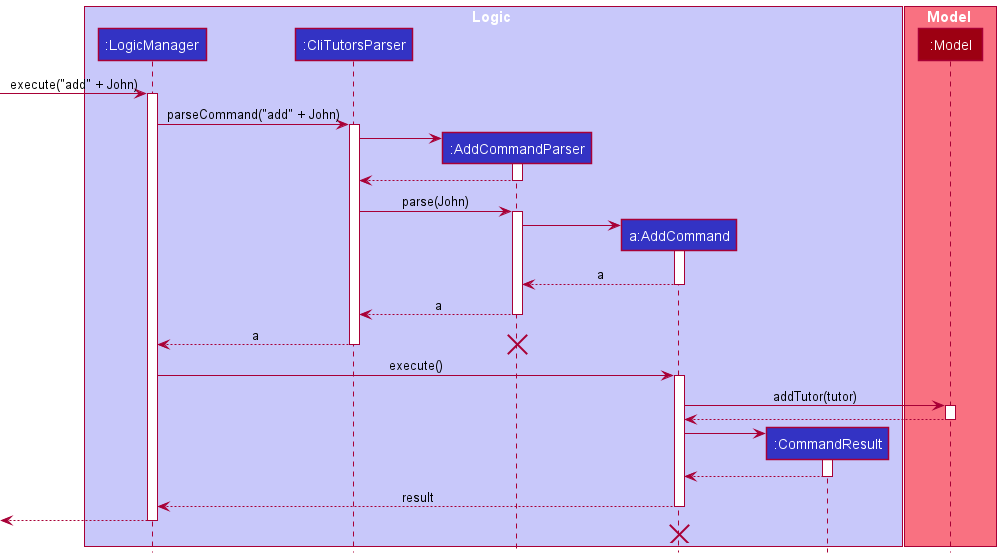 Logic
Model
:LogicManager
:CliTutorsParser
:Model
execute("add" + John)
parseCommand("add" + John)
:AddCommandParser
parse(John)
a:AddCommand
a
a
a
execute()
addTutor(tutor)
:CommandResult
result